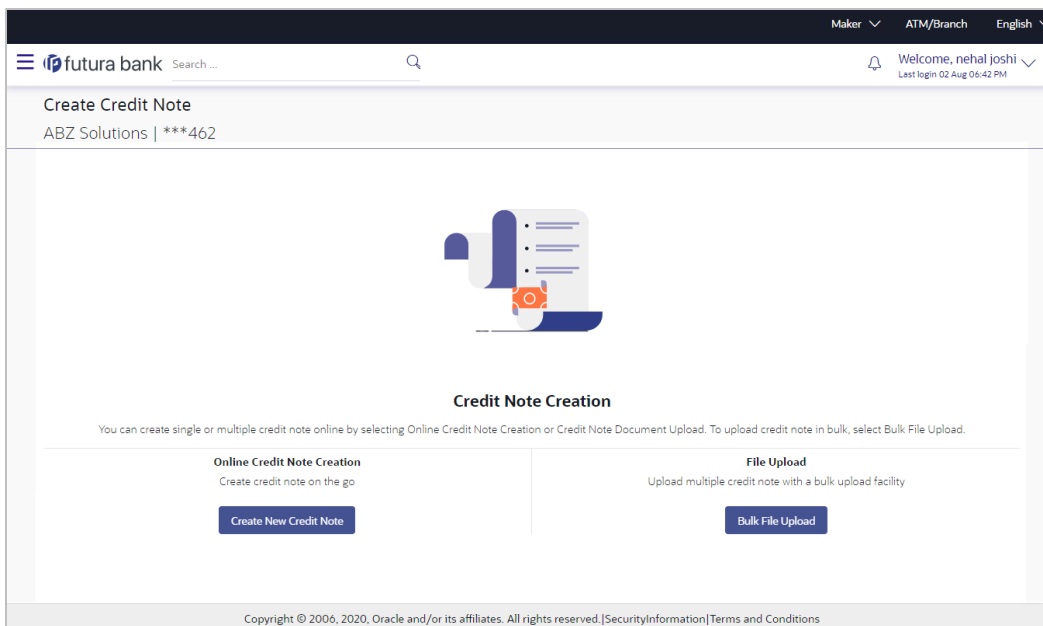 Maker ATM/Branch English
futura bank Search ... Welcome, nehal joshi
Last login 02 Aug 06:42 PM
Create Credit Note
ABZ Solutions | ***462
Credit Note Creation
You can create single or multiple credit note online by selecting Online Credit Note Creation or Credit Note Document Upload. To upload credit note in bulk, select Bulk File Upload.
Online Credit Note Creation
Create credit note on the go
Create New Credit Note
File Upload
Upload multiple credit note with a bulk upload facility
Bulk File Upload
Copyright © 2006, 2020, Oracle and/or its affiliates. All rights reserved.|SecurityInformation|Terms and Conditions